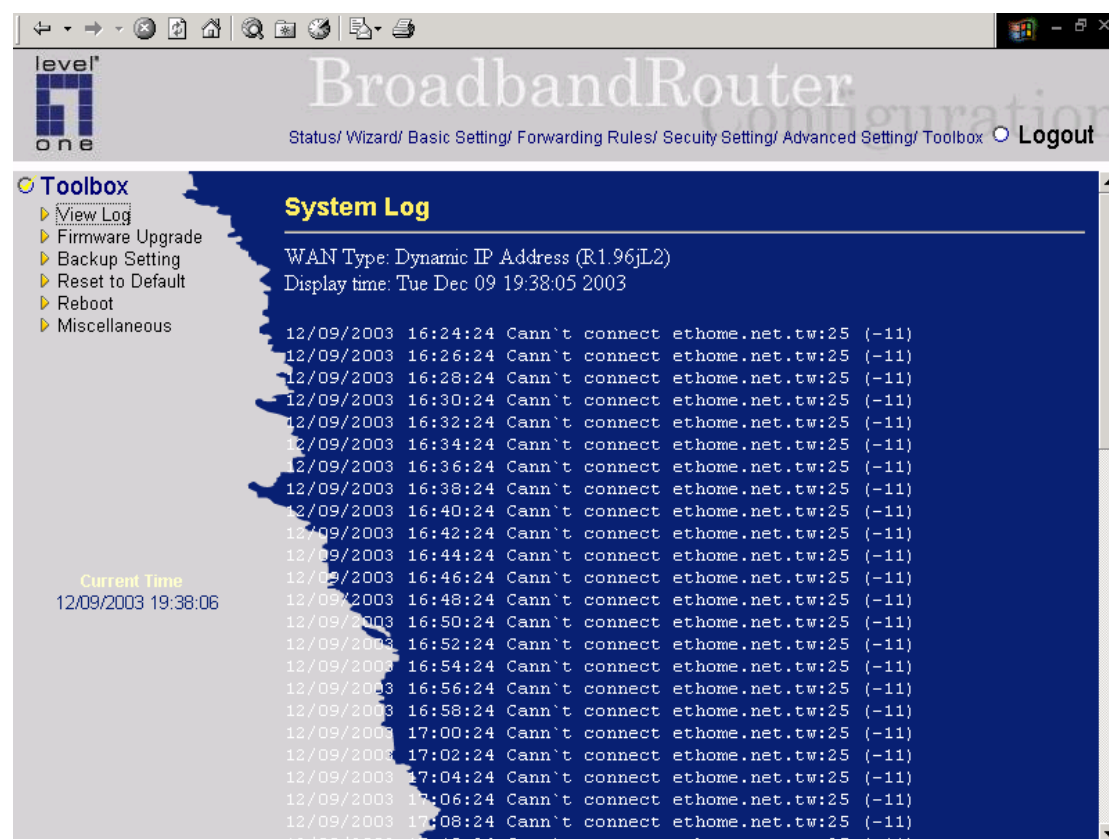 level
one
BroadbandRouter
Configuration
Status/ Wizard/ Basic Setting/ Forwarding Rules/ Secuity Setting/ Advanced Setting/ Toolbox Logout
Toolbox
View Log
Firmware Upgrade
Backup Setting
Reset to Default
Reboot
Miscellaneous
Current Time
12/09/2003 19:38:06
System Log
WAN Type: Dynamic IP Address (R1.96jL2)
Display time: Tue Dec 09 19:38:05 2003
12/09/2003 16:24:24 Cann`t connect ethome.net.tw:25 (-11)
12/09/2003 16:26:24 Cann`t connect ethome.net.tw:25 (-11)
12/09/2003 16:28:24 Cann`t connect ethome.net.tw:25 (-11)
12/09/2003 16:30:24 Cann`t connect ethome.net.tw:25 (-11)
12/09/2003 16:32:24 Cann`t connect ethome.net.tw:25 (-11)
12/09/2003 16:34:24 Cann`t connect ethome.net.tw:25 (-11)
12/09/2003 16:36:24 Cann`t connect ethome.net.tw:25 (-11)
12/09/2003 16:38:24 Cann`t connect ethome.net.tw:25 (-11)
12/09/2003 16:40:24 Cann`t connect ethome.net.tw:25 (-11)
12/09/2003 16:42:24 Cann`t connect ethome.net.tw:25 (-11)
12/09/2003 16:44:24 Cann`t connect ethome.net.tw:25 (-11)
12/09/2003 16:46:24 Cann`t connect ethome.net.tw:25 (-11)
12/09/2003 16:48:24 Cann`t connect ethome.net.tw:25 (-11)
12/09/2003 16:50:24 Cann`t connect ethome.net.tw:25 (-11)
12/09/2003 16:52:24 Cann`t connect ethome.net.tw:25 (-11)
12/09/2003 16:54:24 Cann`t connect ethome.net.tw:25 (-11)
12/09/2003 16:56:24 Cann`t connect ethome.net.tw:25 (-11)
12/09/2003 16:58:24 Cann`t connect ethome.net.tw:25 (-11)
12/09/2003 17:00:24 Cann`t connect ethome.net.tw:25 (-11)
12/09/2003 17:02:24 Cann`t connect ethome.net.tw:25 (-11)
12/09/2003 17:04:24 Cann`t connect ethome.net.tw:25 (-11)
12/09/2003 17:06:24 Cann`t connect ethome.net.tw:25 (-11)
12/09/2003 17:08:24 Cann`t connect ethome.net.tw:25 (-11)